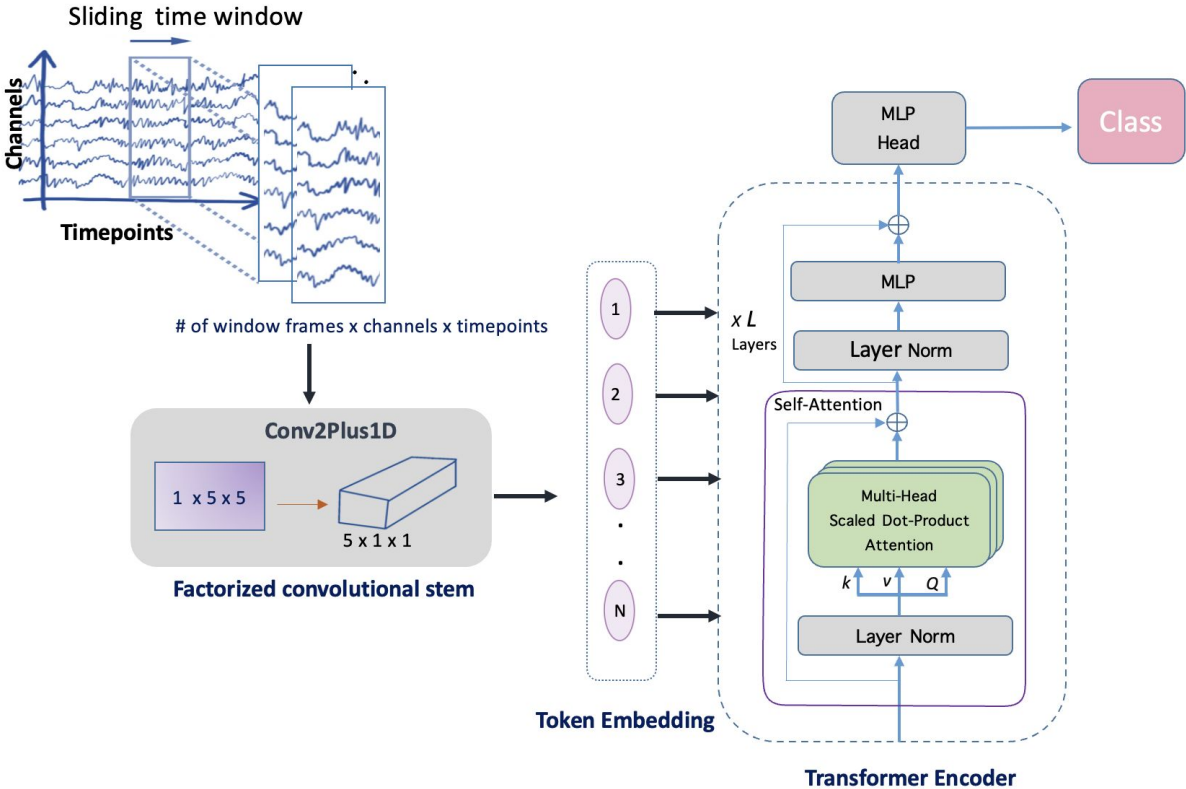 Sliding time window
Channels
Timepoints
# of window frames x channels x timepoints
Conv2Plus1D
1 x 5 x 5
5 x 1 x 1
Factorized convolutional stem
1
2
3
N
Token Embedding
x L
Layers
MLP
Head
Class
MLP
Layer Norm
Self-Attention
Multi-Head
Scaled Dot-Product
Attention
k v Q
Layer Norm
Transformer Encoder